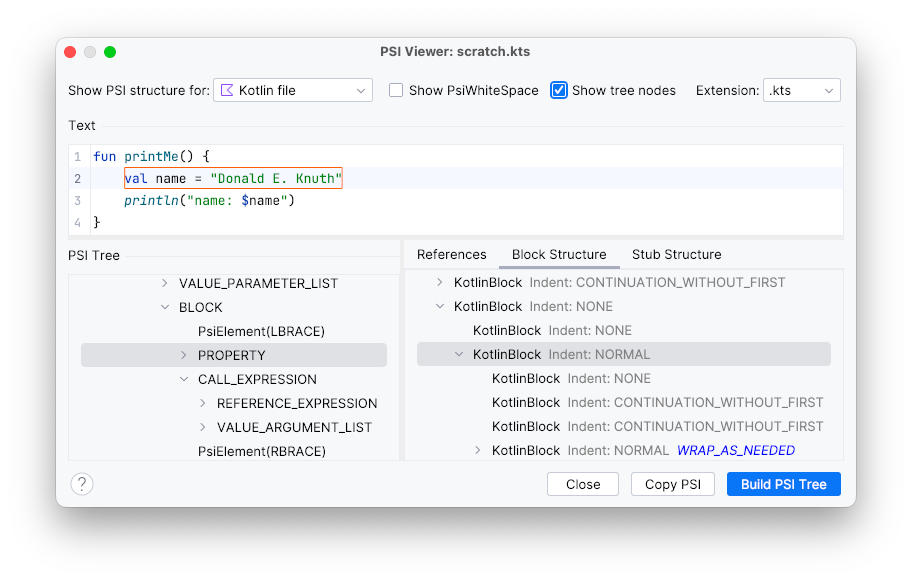 PSI Viewer: scratch.kts
Show PSI structure for: Kotlin file Show PsiWhiteSpace Show tree nodes Extension: .kts
Text
1 fun printMe() {
2 val name = "Donald E. Knuth"
3 println("name: $name")
4 }
PSI Tree
VALUE_PARAMETER_LIST
BLOCK
PsiElement(LBRACE)
PROPERTY
CALL_EXPRESSION
REFERENCE_EXPRESSION
VALUE_ARGUMENT_LIST
PsiElement(RBRACE)
References Block Structure Stub Structure
KotlinBlock Indent: CONTINUATION_WITHOUT_FIRST
KotlinBlock Indent: NONE
KotlinBlock Indent: NONE
KotlinBlock Indent: NORMAL
KotlinBlock Indent: NONE
KotlinBlock Indent: CONTINUATION_WITHOUT_FIRST
KotlinBlock Indent: CONTINUATION_WITHOUT_FIRST
KotlinBlock Indent: NORMAL WRAP_AS_NEEDED
? Close Copy PSI Build PSI Tree